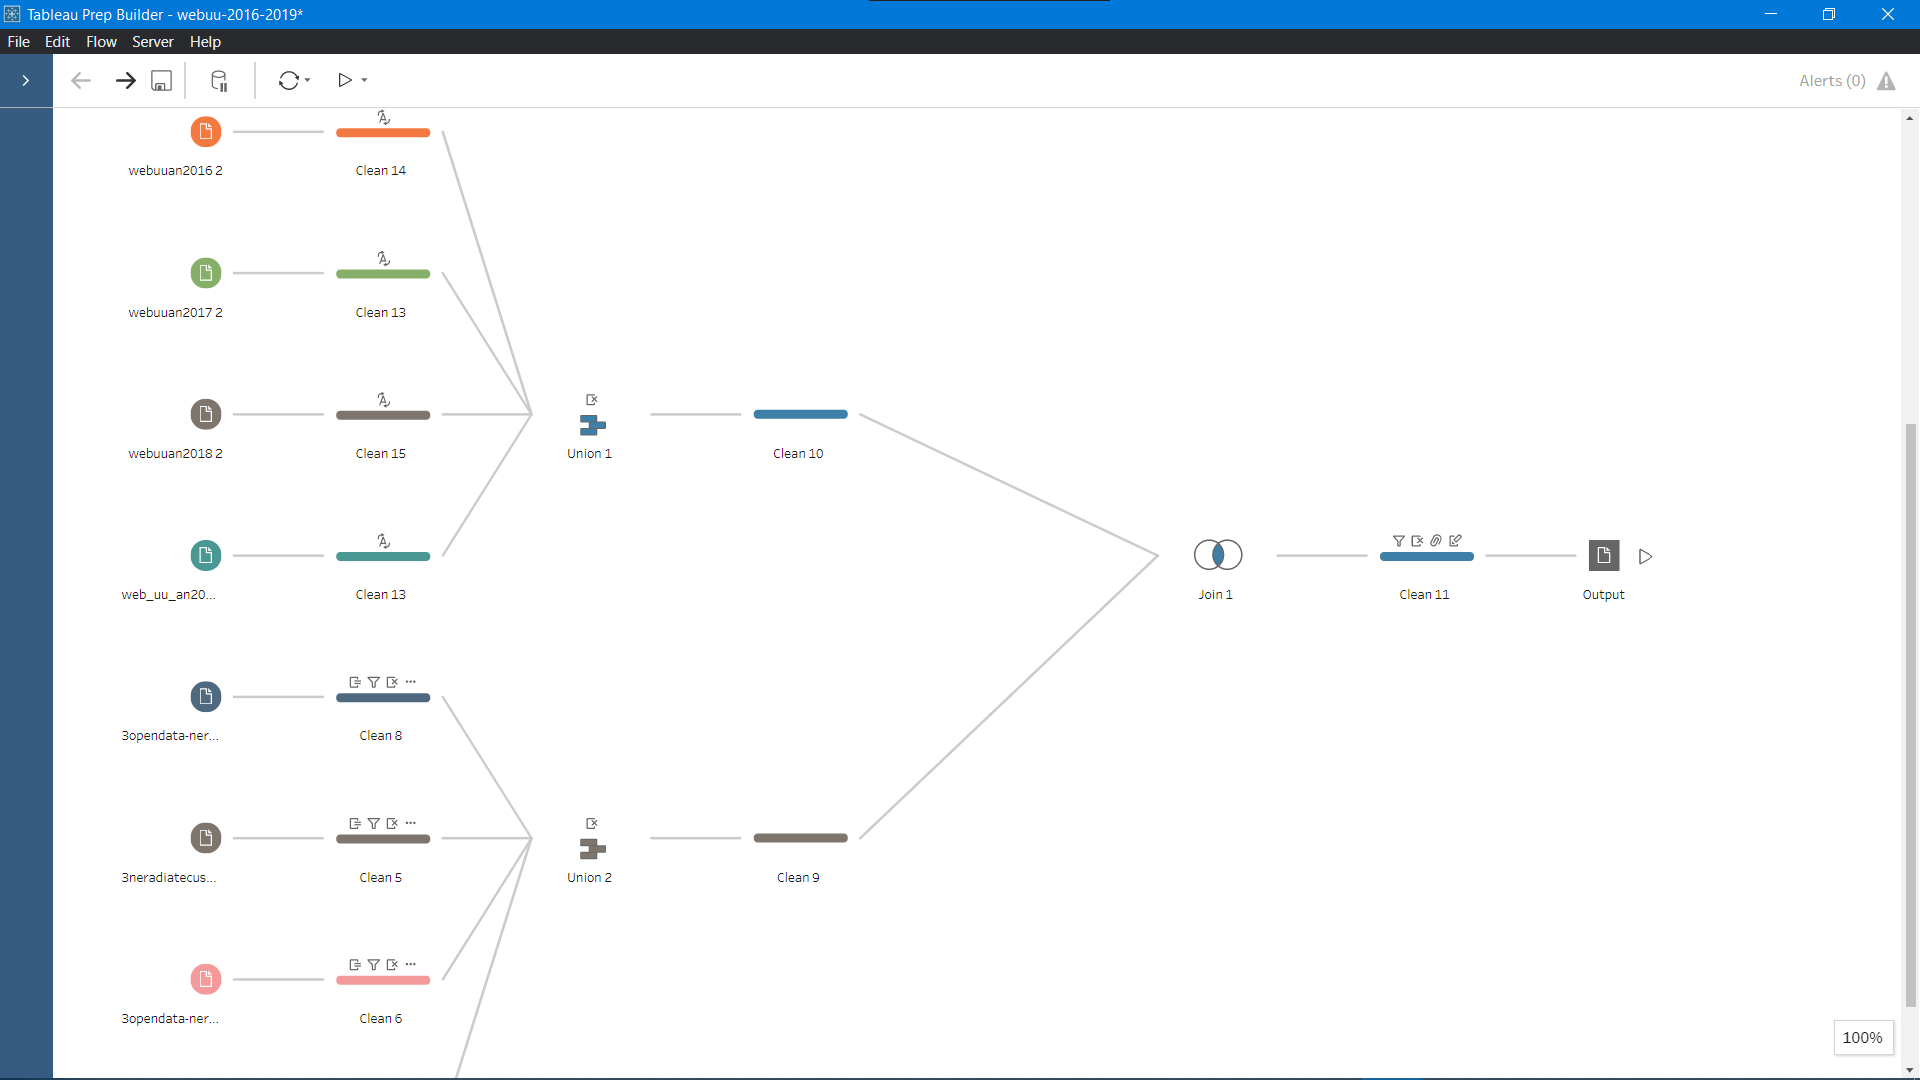 Tableau Prep Builder - webuu-2016-2019*
File Edit Flow Server Help
Alerts (0)
webuuan2016 2
Clean 14
webuuan2017 2
Clean 13
webuuan2018 2
Clean 15
Union 1
Clean 10
web_uu_an20...
Clean 13
Join 1
Clean 11
Output
3opendata-ner...
Clean 8
3neradiatecus...
Clean 5
Union 2
Clean 9
3opendata-ner...
Clean 6
100%